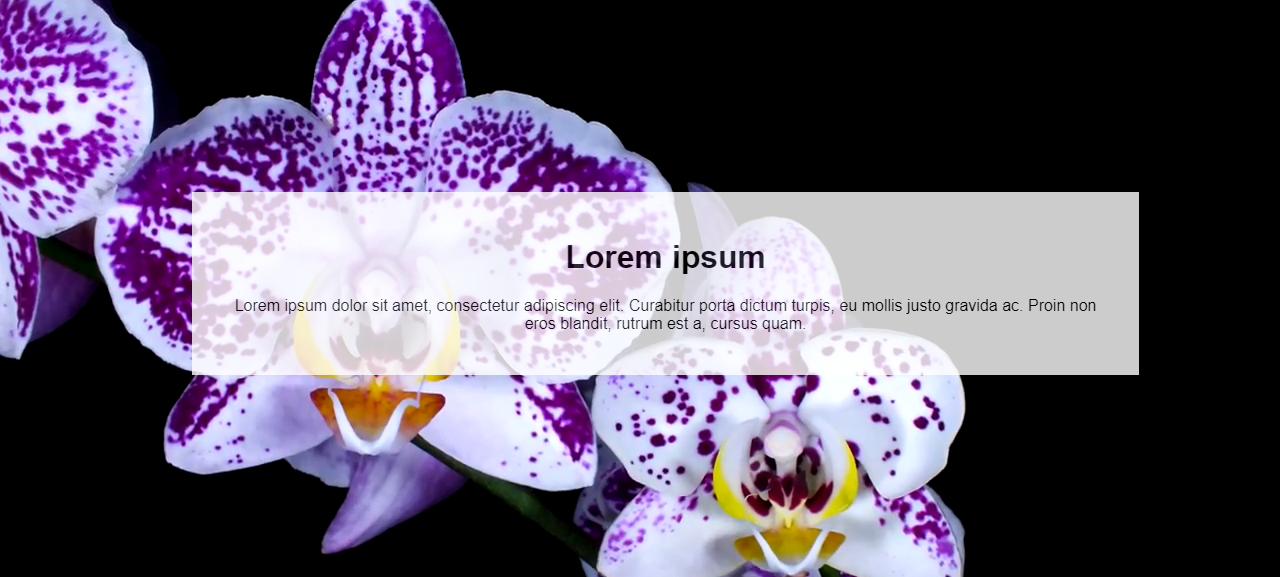 Lorem ipsum
Lorem ipsum dolor sit amet, consectetur adipiscing elit. Curabitur porta dictum turpis, eu mollis justo gravida ac. Proin non
eros blandit, rutrum est a, cursus quam.